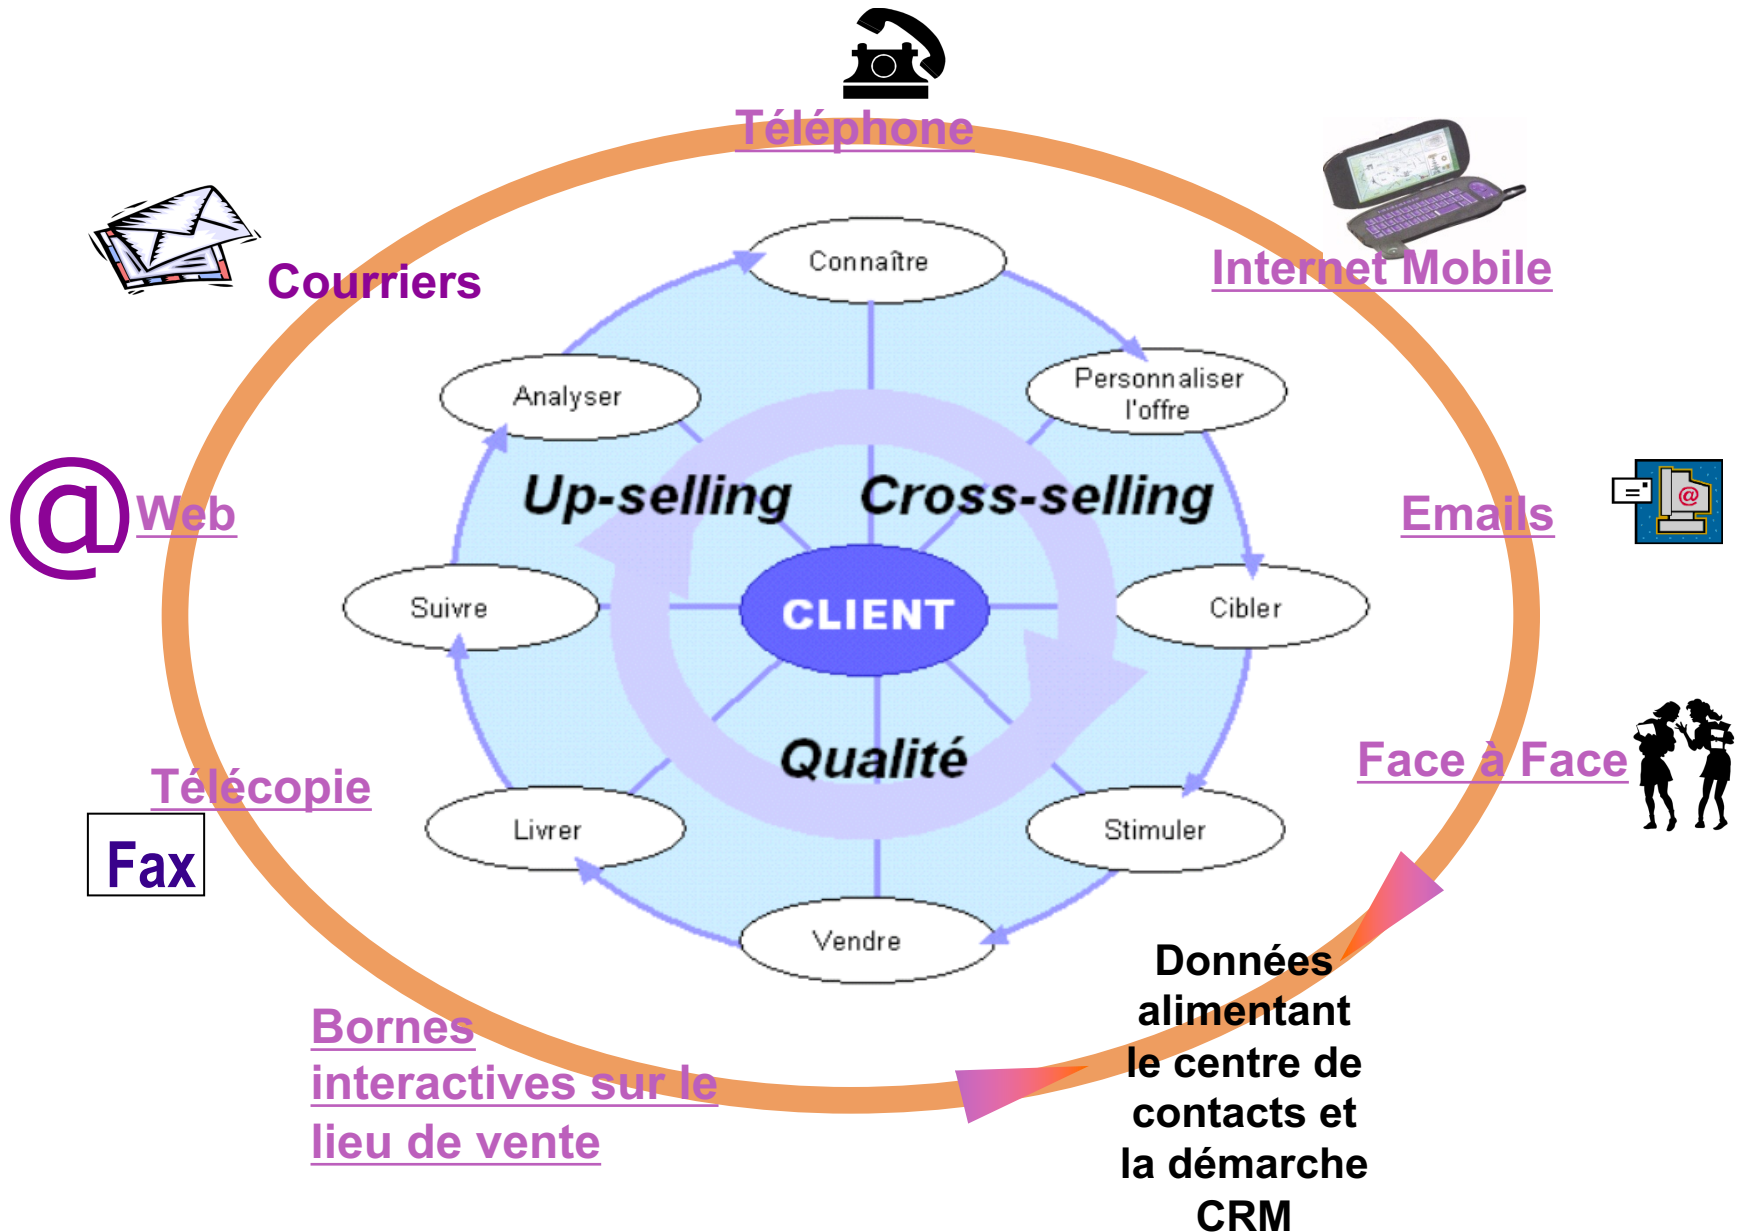 Téléphone
Courriers
Internet Mobile
Connaître
Analyser
Personnaliser
l'offre
Up-selling
Cross-selling
@
Web
Emails
@
Suivre
CLIENT
Cibler
Qualité
Face à Face
Télécopie
Fax
Livrer
Stimuler
Vendre
Bornes
interactives sur le
lieu de vente
Données
alimentant
le centre de
contacts et
la démarche
CRM